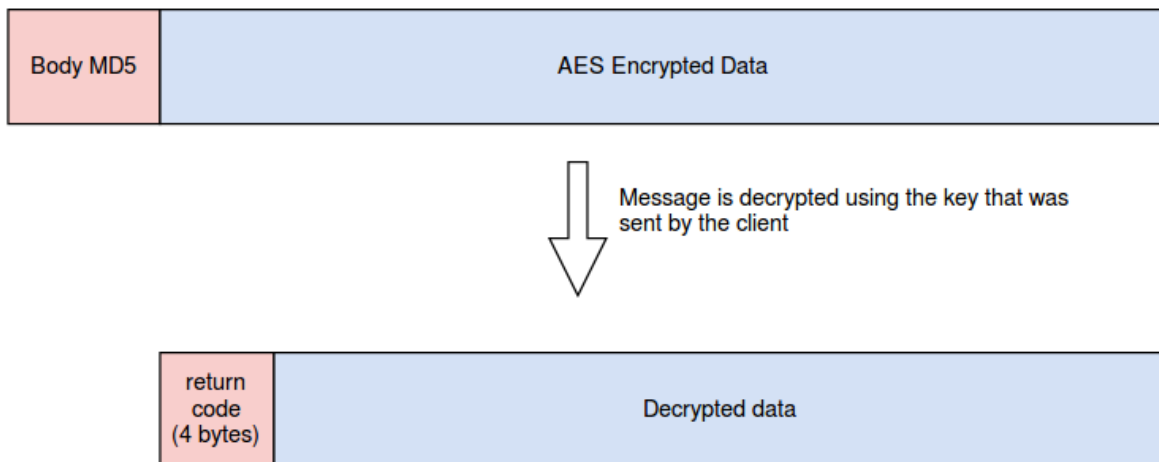 Body MD5
AES Encrypted Data
Message is decrypted using the key that was
sent by the client
return
code
(4 bytes)
Decrypted data